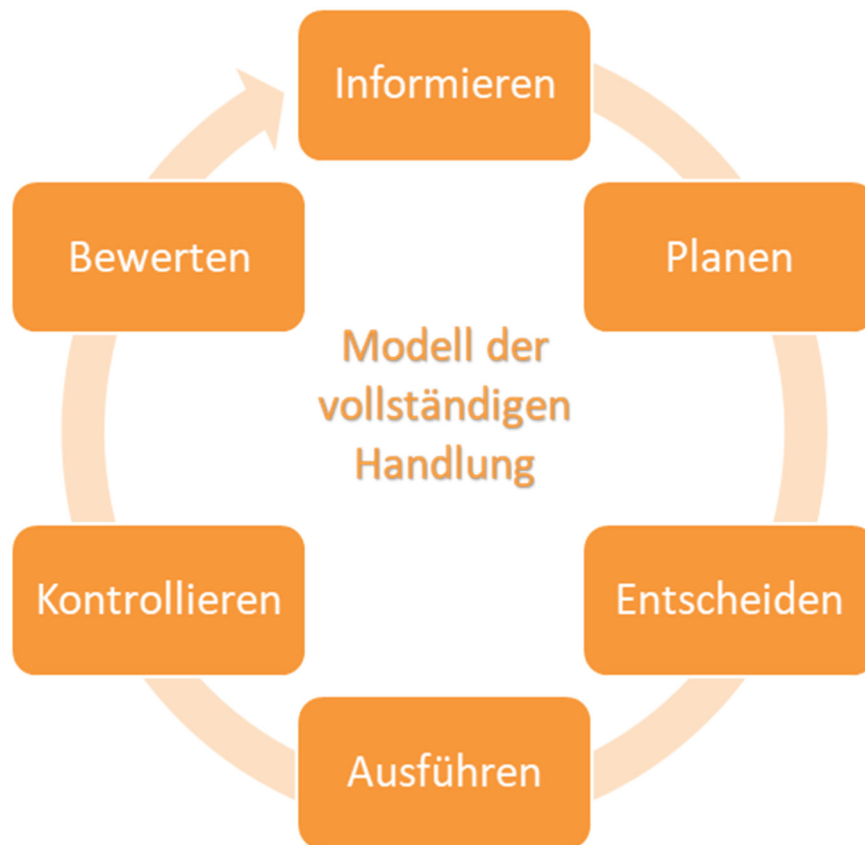 Informieren
Planen
Entscheiden
Ausführen
Kontrollieren
Bewerten
Modell der
vollständigen
Handlung